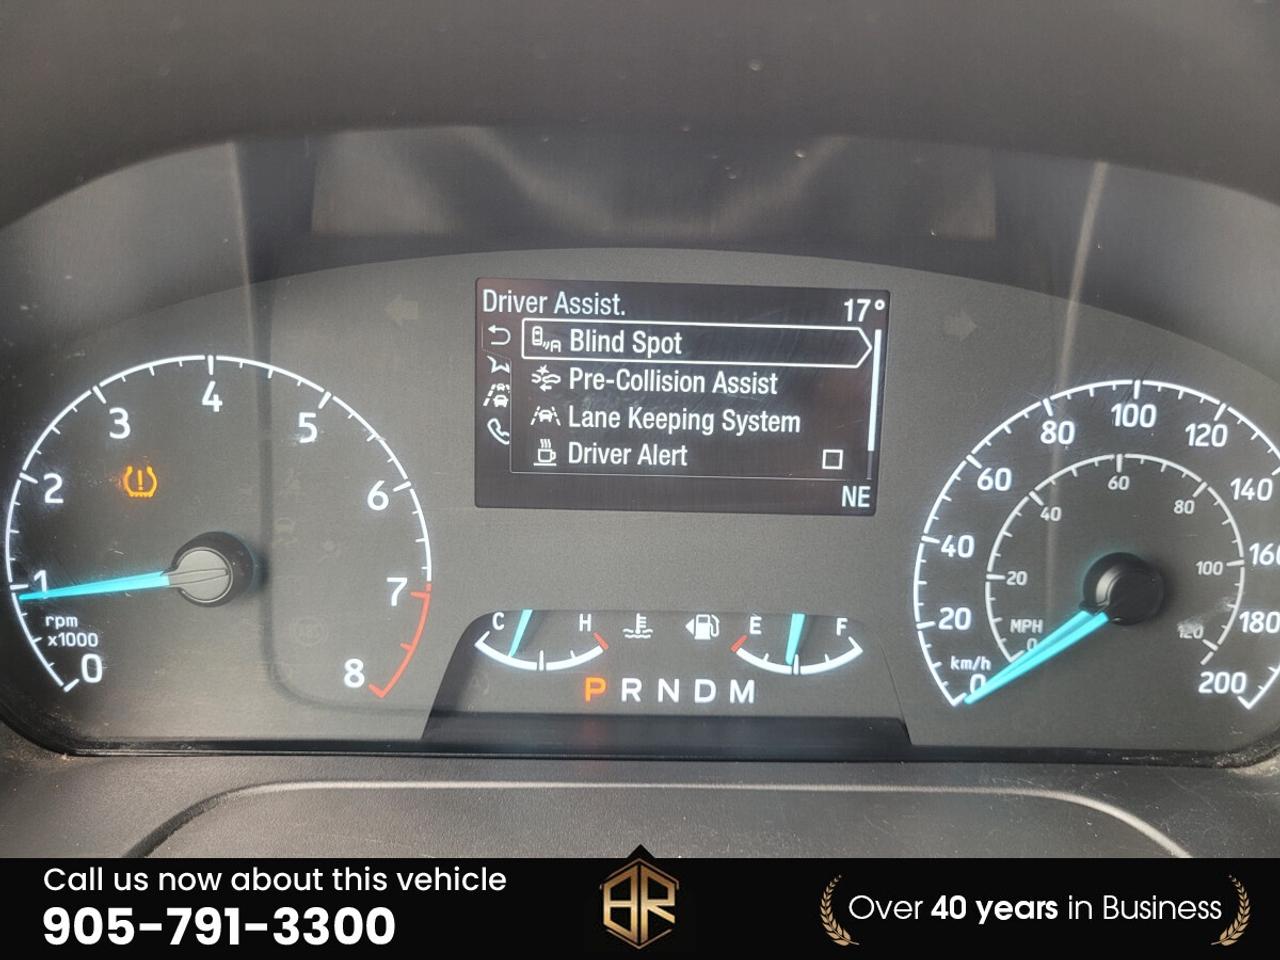 Driver Assist. 17°
Blind Spot
Pre-Collision Assist
Lane Keeping System
Driver Alert
NE
0 1 2 3 4 5 6 7 8
rpm
x1000
C H E F
P R N D M
0 20 40 60 80 100 120 140 160 180 200
km/h
0 20 40 60 80 100 120
MPH
Call us now about this vehicle
905-791-3300
BR
Over 40 years in Business